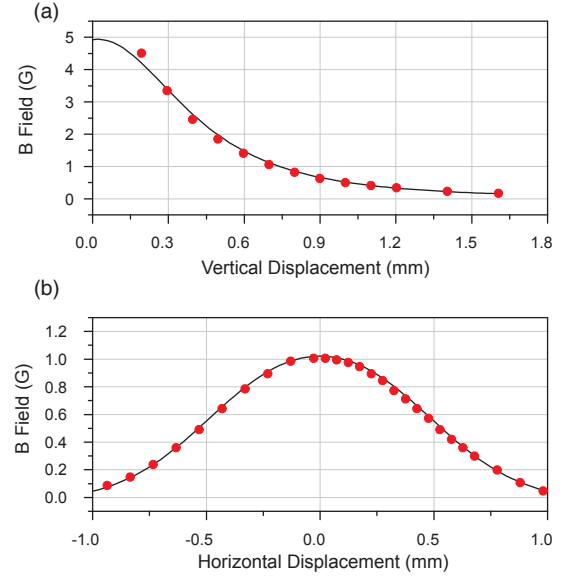 (a)
5
4
3
2
1
0
B Field (G)
0.0 0.3 0.6 0.9 1.2 1.5 1.8
Vertical Displacement (mm)
(b)
1.2
1.0
0.8
0.6
0.4
0.2
0.0
B Field (G)
-1.0 -0.5 0.0 0.5 1.0
Horizontal Displacement (mm)